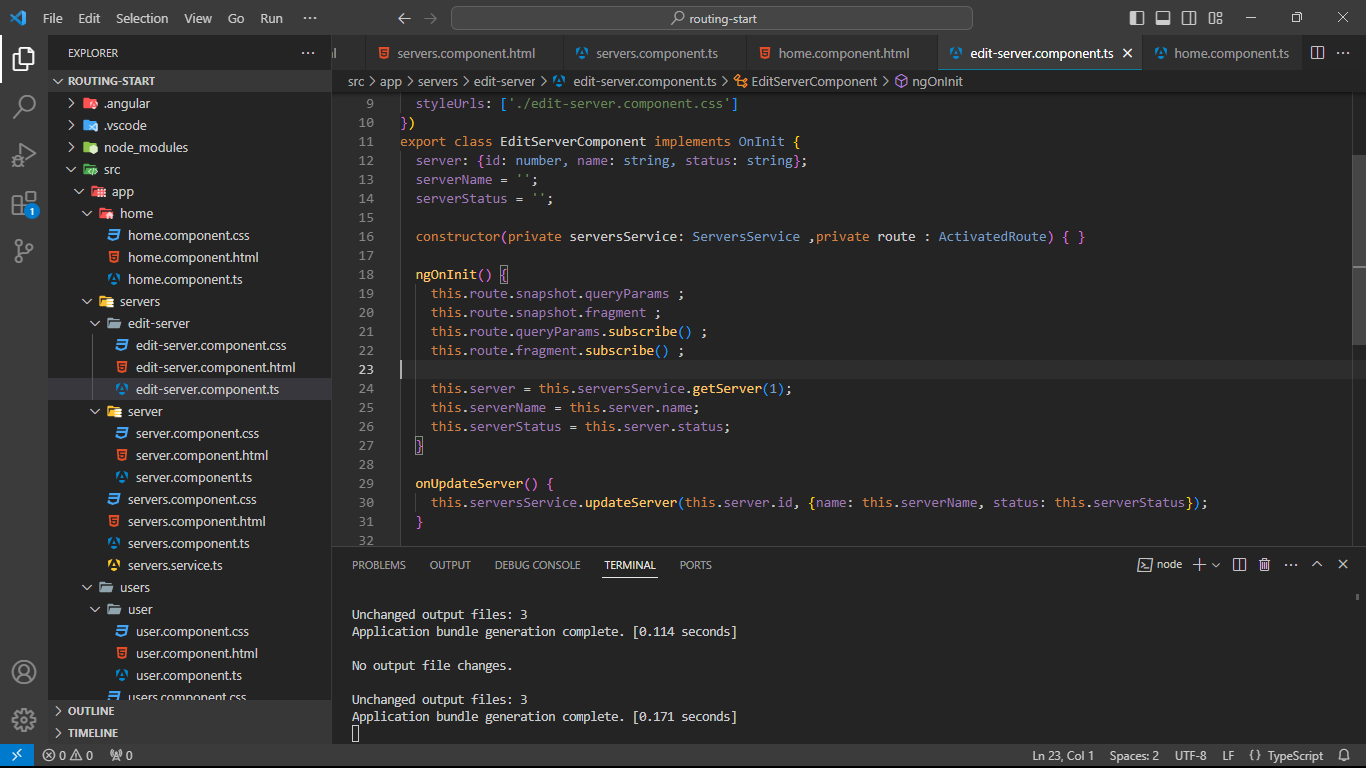 File Edit Selection View Go Run ···
routing-start
EXPLORER
ROUTING-START
.angular
.vscode
node_modules
src
app
home
home.component.css
home.component.html
home.component.ts
servers
edit-server
edit-server.component.css
edit-server.component.html
edit-server.component.ts
server
server.component.css
server.component.html
server.component.ts
servers.component.css
servers.component.html
servers.component.ts
servers.service.ts
users
user
user.component.css
user.component.html
user.component.ts
users.component.css
OUTLINE
TIMELINE
1
servers.component.html servers.component.ts home.component.html edit-server.component.ts home.component.ts
src > app > servers > edit-server > edit-server.component.ts > EditServerComponent > ngOnInit
9 styleUrls: ['./edit-server.component.css']
10 })
11 export class EditServerComponent implements OnInit {
12 server: {id: number, name: string, status: string};
13 serverName = '';
14 serverStatus = '';
15
16 constructor(private serversService: ServersService ,private route : ActivatedRoute) { }
17
18 ngOnInit() {
19 this.route.snapshot.queryParams ;
20 this.route.snapshot.fragment ;
21 this.route.queryParams.subscribe() ;
22 this.route.fragment.subscribe() ;
23
24 this.server = this.serversService.getServer(1);
25 this.serverName = this.server.name;
26 this.serverStatus = this.server.status;
27 }
28
29 onUpdateServer() {
30 this.serversService.updateServer(this.server.id, {name: this.serverName, status: this.serverStatus});
31 }
32
PROBLEMS OUTPUT DEBUG CONSOLE TERMINAL PORTS
node
Unchanged output files: 3
Application bundle generation complete. [0.114 seconds]
No output file changes.
Unchanged output files: 3
Application bundle generation complete. [0.171 seconds]
0 0 0 Ln 23, Col 1 Spaces: 2 UTF-8 LF {} TypeScript